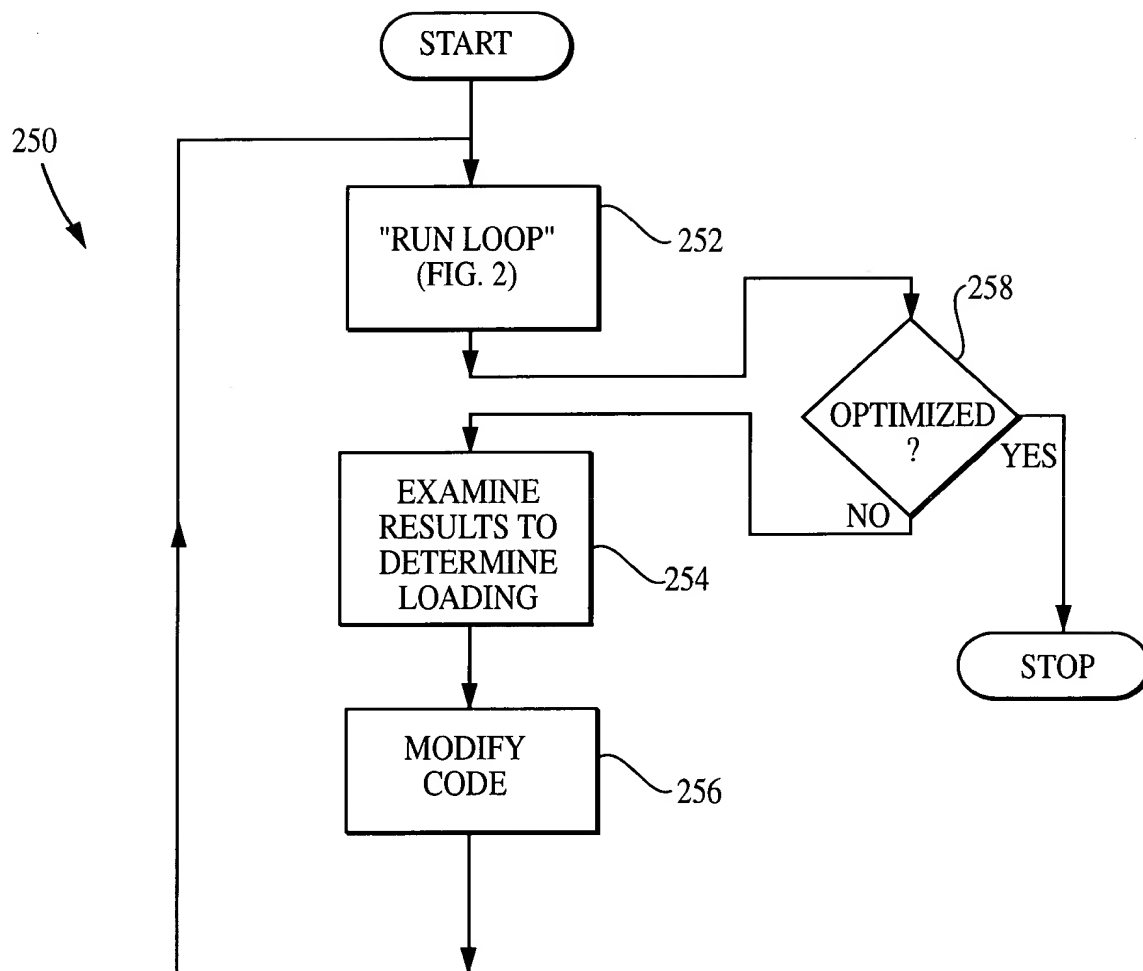 START
250
"RUN LOOP"
(FIG. 2)
252
258
OPTIMIZED
?
YES
NO
EXAMINE
RESULTS TO
DETERMINE
LOADING
254
STOP
MODIFY
CODE
256